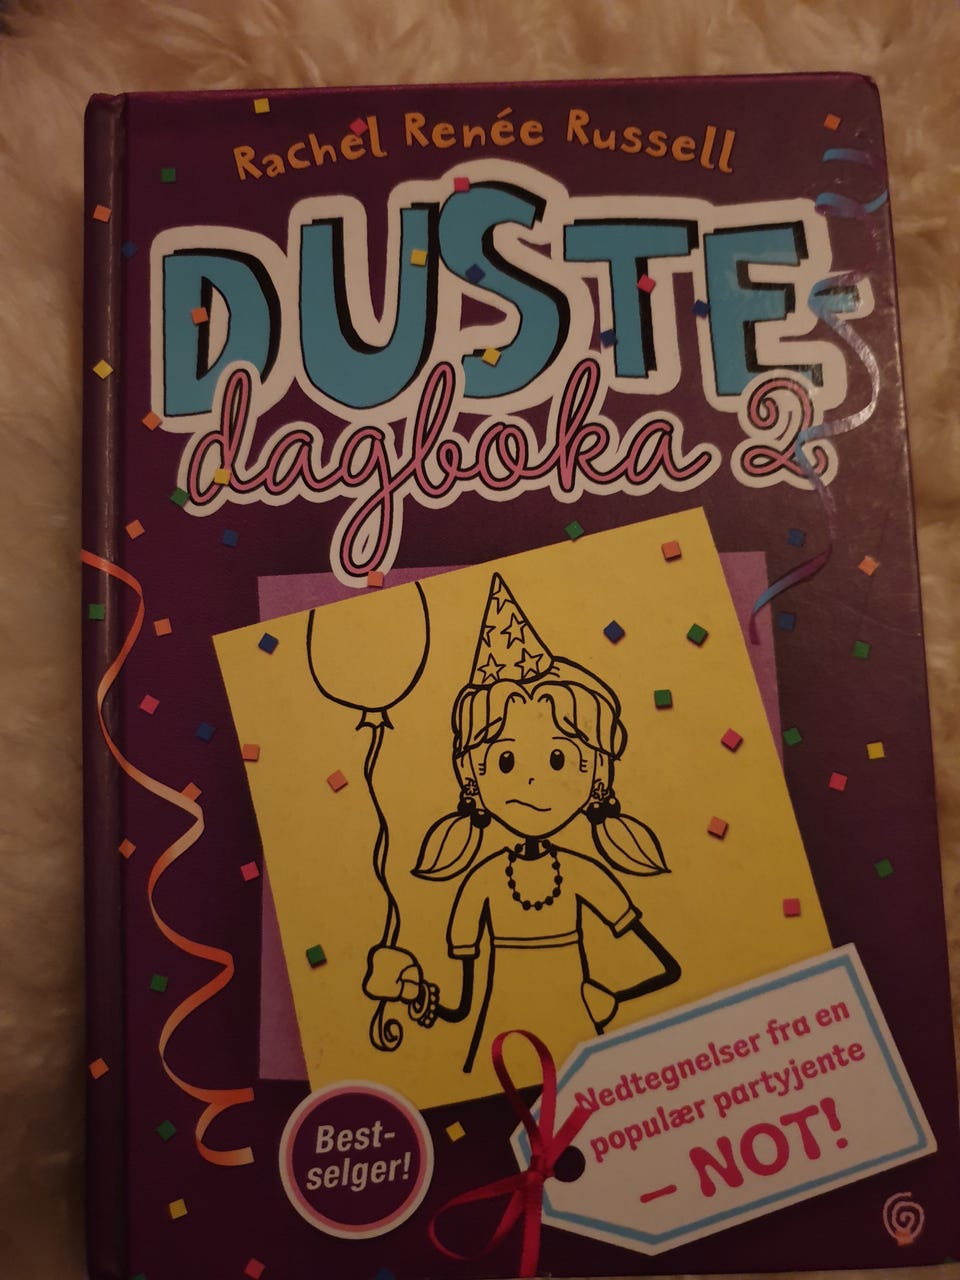 Rachel Renée Russell
DUSTE-
dagboka 2
Nedtegnelser fra en
populær partyjente
– NOT!
Best-
selger!